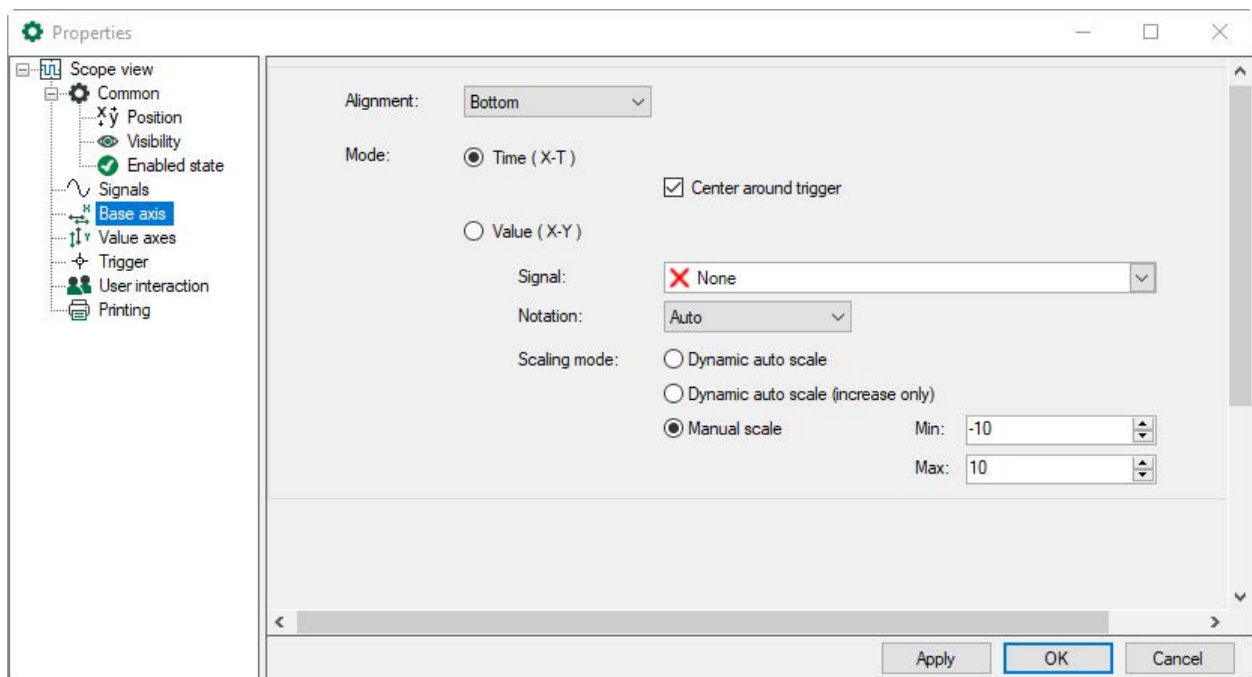 Properties
Scope view
Common
Position
Visibility
Enabled state
Signals
Base axis
Value axes
Trigger
User interaction
Printing
Alignment: Bottom
Mode: Time ( X-T )
Center around trigger
Value ( X-Y )
Signal: None
Notation: Auto
Scaling mode: Dynamic auto scale
Dynamic auto scale (increase only)
Manual scale Min: -10
Max: 10
Apply OK Cancel